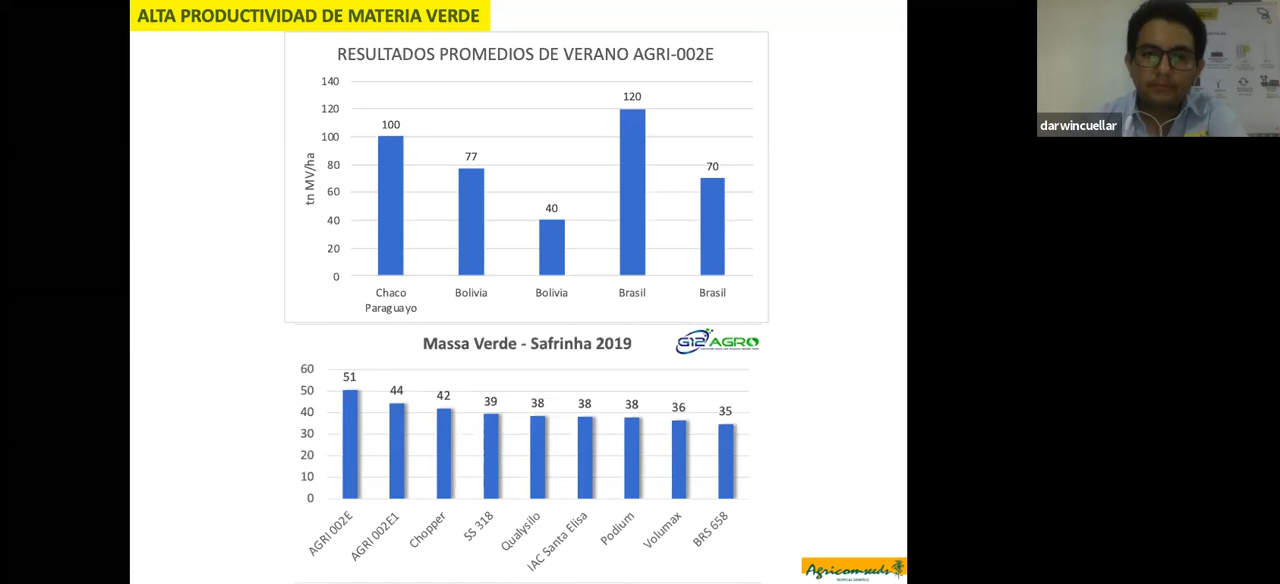 ALTA PRODUCTIVIDAD DE MATERIA VERDE
RESULTADOS PROMEDIOS DE VERANO AGRI-002E
tn MV/ha
140
120
100
80
60
40
20
0
100
77
40
120
70
Chaco Paraguayo
Bolivia
Bolivia
Brasil
Brasil
Massa Verde - Safrinha 2019
G12 AGRO
60
50
40
30
20
10
0
51
44
42
39
38
38
38
36
35
AGRI 002E
AGRI 002E1
Chopper
SS 318
Qualysilo
IAC Santa Elisa
Podium
Volumax
BRS 658
Agricomseeds
darwincuellar